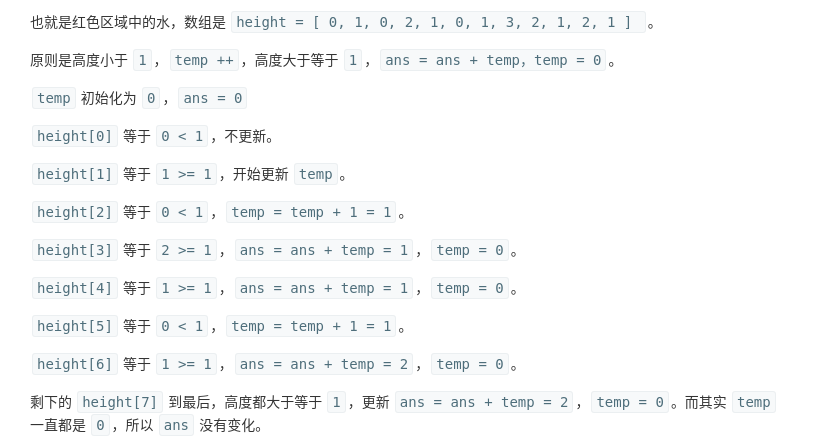 也就是红色区域中的水，数组是 height = [ 0, 1, 0, 2, 1, 0, 1, 3, 2, 1, 2, 1 ] 。
原则是高度小于 1，temp ++，高度大于等于 1，ans = ans + temp，temp = 0。
temp 初始化为 0，ans = 0
height[0] 等于 0 < 1，不更新。
height[1] 等于 1 >= 1，开始更新 temp。
height[2] 等于 0 < 1， temp = temp + 1 = 1。
height[3] 等于 2 >= 1， ans = ans + temp = 1，temp = 0。
height[4] 等于 1 >= 1，ans = ans + temp = 1，temp = 0。
height[5] 等于 0 < 1， temp = temp + 1 = 1。
height[6] 等于 1 >= 1，ans = ans + temp = 2，temp = 0。
剩下的 height[7] 到最后，高度都大于等于 1，更新 ans = ans + temp = 2，temp = 0。而其实 temp
一直都是 0，所以 ans 没有变化。